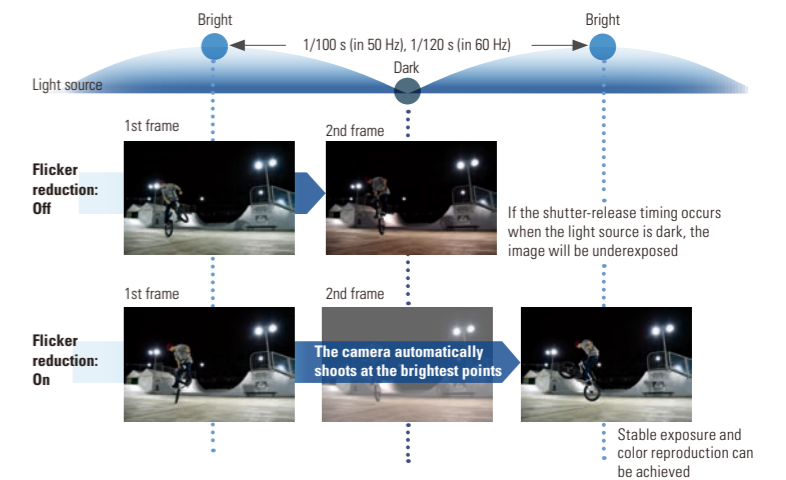 Bright
Bright
1/100 s (in 50 Hz), 1/120 s (in 60 Hz)
Dark
Light source
1st frame
2nd frame
Flicker
reduction:
Off
If the shutter-release timing occurs
when the light source is dark, the
image will be underexposed
1st frame
2nd frame
Flicker
reduction:
On
The camera automatically
shoots at the brightest points
Stable exposure and
color reproduction can
be achieved